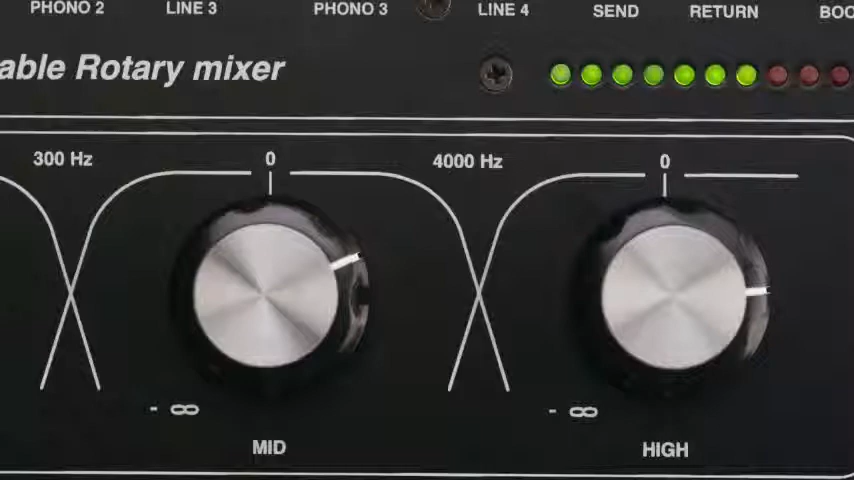 PHONO 2 LINE 3 PHONO 3 LINE 4 SEND RETURN BOO
able Rotary mixer
300 Hz 0 4000 Hz 0
- ∞ - ∞
MID HIGH